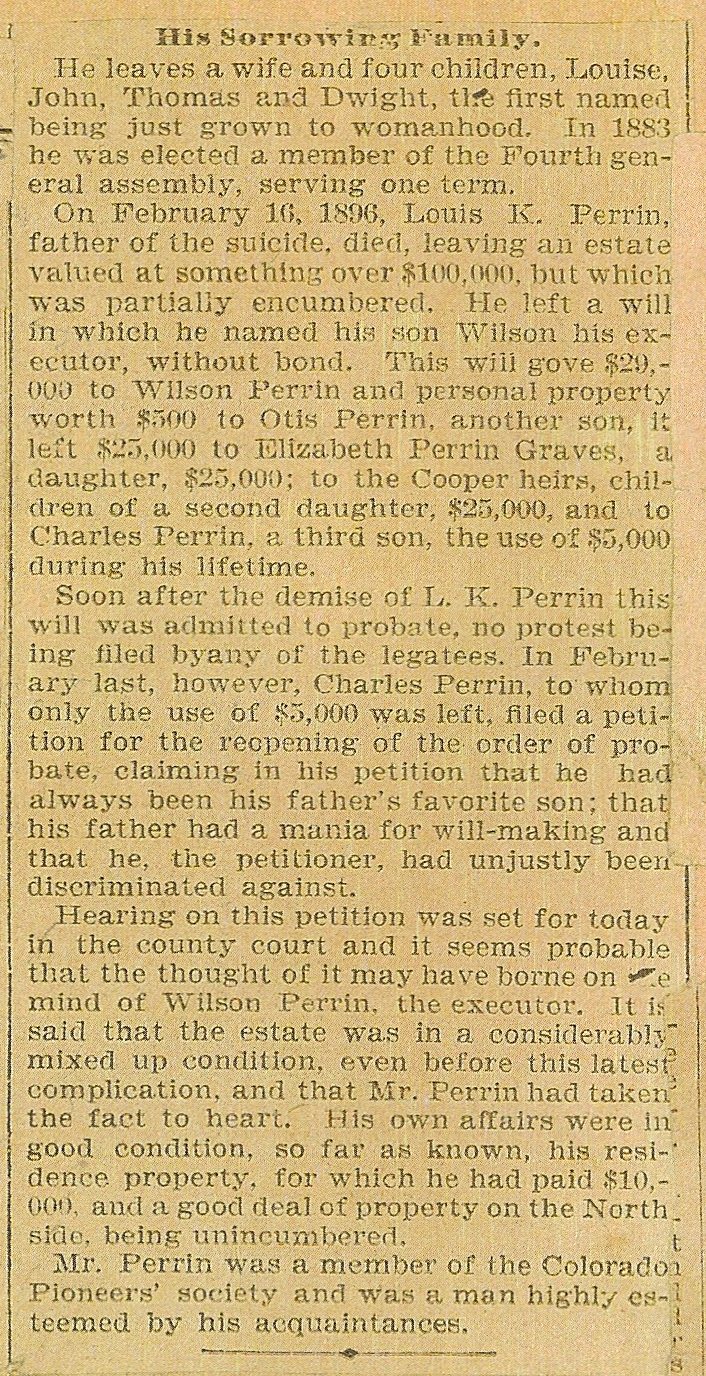 His Sorrowing Family.
He leaves a wife and four children, Louise,
John, Thomas and Dwight, the first named
being just grown to womanhood. In 1883
he was elected a member of the Fourth gen-
eral assembly, serving one term.
On February 16, 1896, Louis K. Perrin,
father of the suicide, died, leaving an estate
valued at something over $100,000, but which
was partially encumbered. He left a will
in which he named his son Wilson his ex-
ecutor, without bond. This will gove $20,-
000 to Wilson Perrin and personal property
worth $500 to Otis Perrin, another son, it
left $25,000 to Elizabeth Perrin Graves, a
daughter, $25,000; to the Cooper heirs, chil-
dren of a second daughter, $25,000, and to
Charles Perrin, a third son, the use of $5,000
during his lifetime.
Soon after the demise of L. K. Perrin this
will was admitted to probate, no protest be-
ing filed byany of the legatees. In Febru-
ary last, however, Charles Perrin, to whom
only the use of $5,000 was left, filed a peti-
tion for the reopening of the order of pro-
bate, claiming in his petition that he had
always been his father's favorite son; that
his father had a mania for will-making and
that he, the petitioner, had unjustly been
discriminated against.
Hearing on this petition was set for today
in the county court and it seems probable
that the thought of it may have borne on
mind of Wilson Perrin, the executor. It is
said that the estate was in a considerably
mixed up condition, even before this latest
complication, and that Mr. Perrin had taken
the fact to heart. His own affairs were in
good condition, so far as known, his resi-
dence property, for which he had paid $10,-
000, and a good deal of property on the North
side, being unincumbered.
Mr. Perrin was a member of the Colorado
Pioneers' society and was a man highly es-
teemed by his acquaintances.